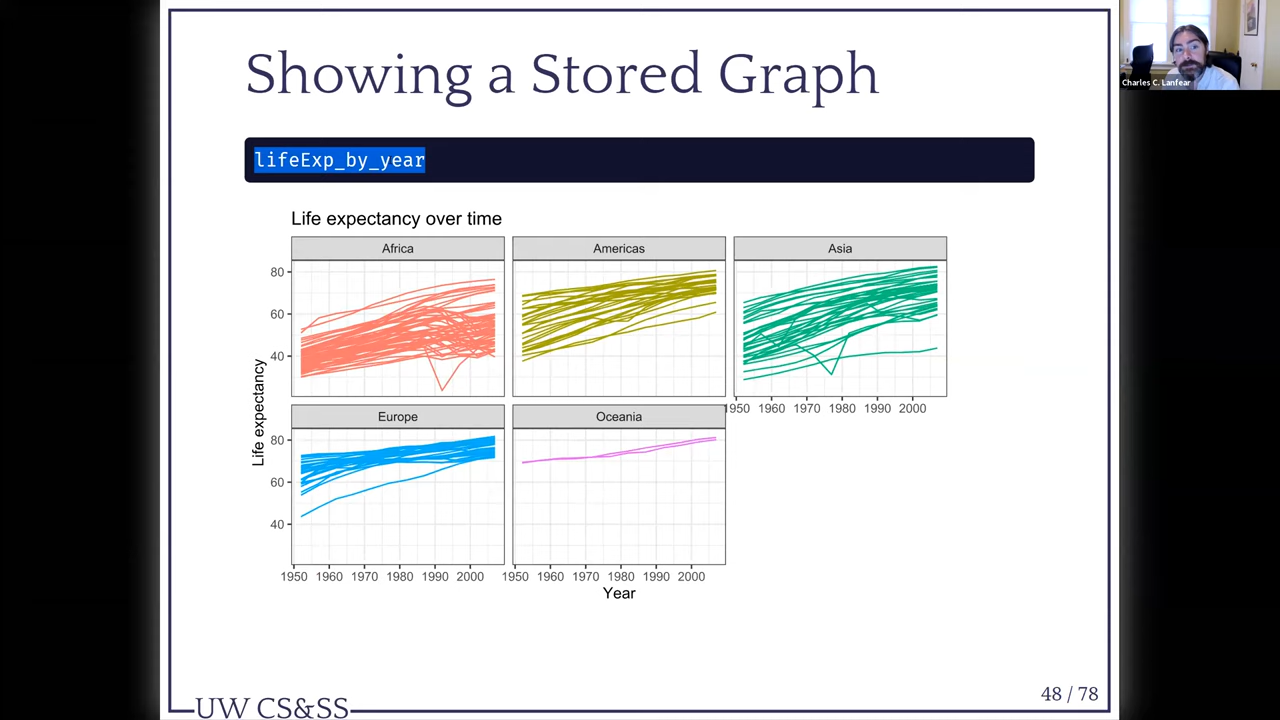 Showing a Stored Graph
Charles C. Lanfear
lifeExp_by_year
Life expectancy over time
Africa
Americas
Asia
80
60
40
1950 1960 1970 1980 1990 2000
Life expectancy
Europe
Oceania
80
60
40
1950 1960 1970 1980 1990 2000
1950 1960 1970 1980 1990 2000
Year
48 / 78
UW CS&SS